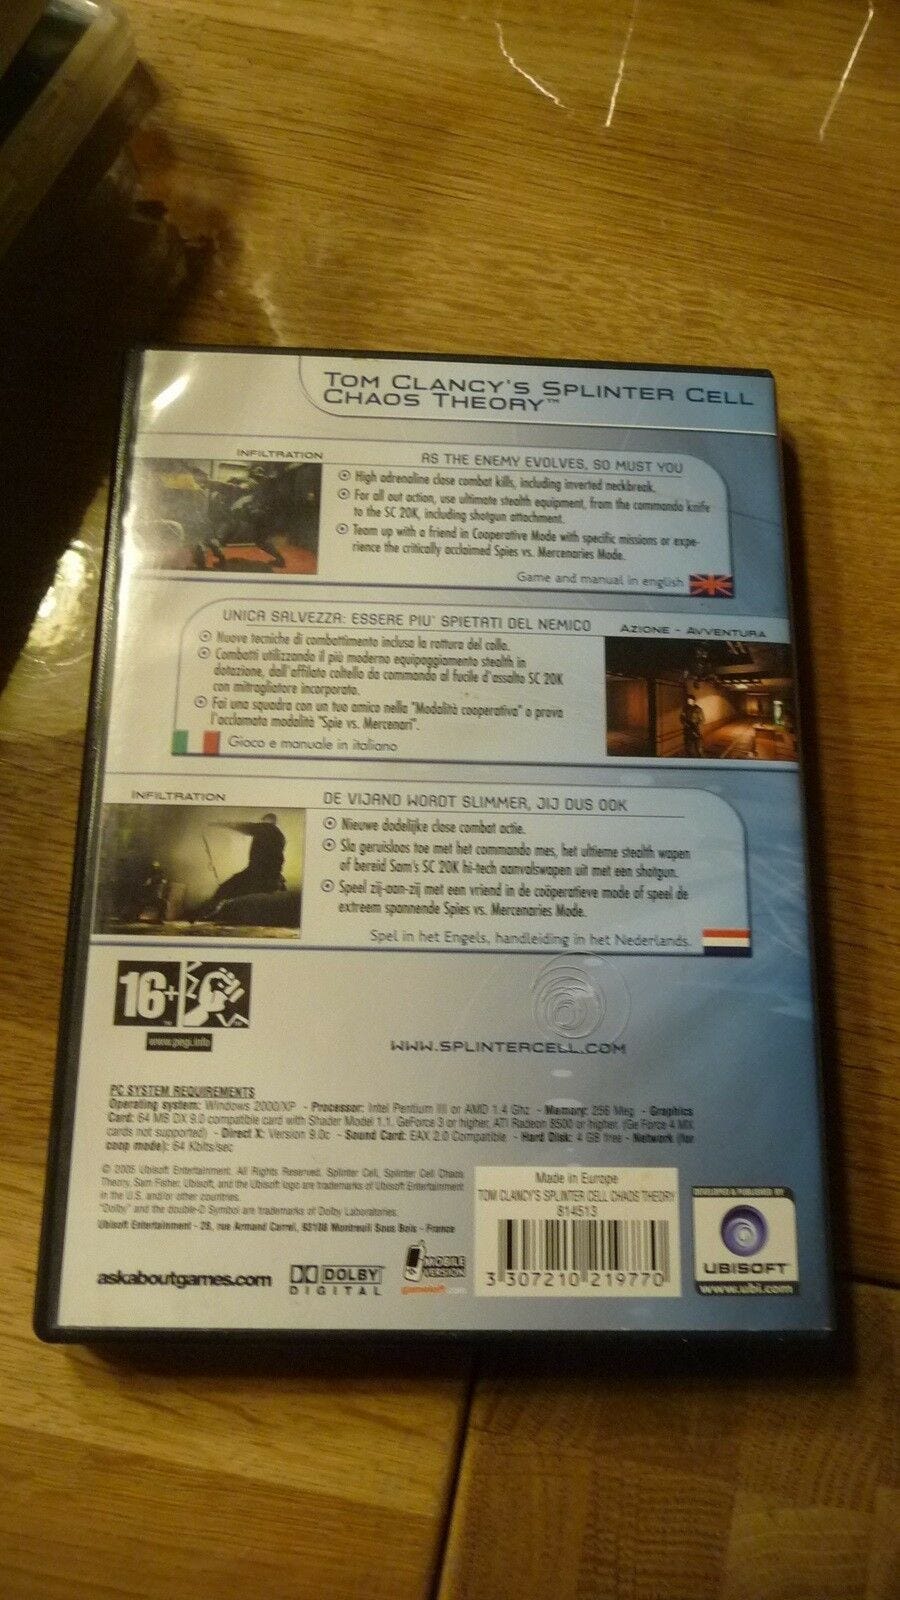 TOM CLANCY'S SPLINTER CELL
CHAOS THEORY™
INFILTRATION
AS THE ENEMY EVOLVES, SO MUST YOU
High adrenaline close combat kills, including inverted neckbreak.
For all out action, use ultimate stealth equipment, from the commando knife
to the SC 20K, including shotgun attachment.
Team up with a friend in Cooperative Mode with specific missions or expe-
rience the critically acclaimed Spies vs. Mercenaries Mode.
Game and manual in english
UNICA SALVEZZA: ESSERE PIU' SPIETATI DEL NEMICO
AZIONE - AVVENTURA
Nuove tecniche di combattimento inclusa la rottura del collo.
Combatti utilizzando il più moderno equipaggiamento stealth in
dotazione, dall'affilato coltello da commando al fucile d'assalto SC 20K
con mitragliatore incorporato.
Fai una squadra con un tuo amico nella "Modalità cooperativa" o prova
l'acclamata modalità "Spie vs. Mercenari".
Gioco e manuale in italiano
INFILTRATION
DE VIJAND WORDT SLIMMER, JIJ DUS OOK
Nieuwe dodelijke close combat actie.
Sla geruisloos toe met het commando mes, het ultieme stealth wapen
of bereid Sam's SC 20K hi-tech aanvalswapen uit met een shotgun.
Speel zij-aan-zij met een vriend in de coöperatieve mode of speel de
extreem spannende Spies vs. Mercenaries Mode.
Spel in het Engels, handleiding in het Nederlands.
16+
www.pegi.info
WWW.SPLINTERCELL.COM
PC SYSTEM REQUIREMENTS
Operating system: Windows 2000/XP - Processor: Intel Pentium III or AMD 1.4 Ghz - Memory: 256 Meg - Graphics
Card: 64 MB DX 9.0 compatible card with Shader Model 1.1. GeForce 3 or higher, ATI Radeon 8500 or higher. (Ge Force 4 MX
cards not supported) - Direct X: Version 9.0c - Sound Card: EAX 2.0 Compatible - Hard Disk: 4 GB free - Network (for
coop mode): 64 Kbits/sec
© 2005 Ubisoft Entertainment. All Rights Reserved. Splinter Cell, Splinter Cell Chaos
Theory, Sam Fisher, Ubisoft, and the Ubisoft logo are trademarks of Ubisoft Entertainment
in the U.S. and/or other countries.
"Dolby" and the double-D Symbol are trademarks of Dolby Laboratories.
Ubisoft Entertainment - 28, rue Armand Carrel, 93108 Montreuil Sous Bois - France
Made in Europe
TOM CLANCY'S SPLINTER CELL CHAOS THEORY
814513
3 307210 219770
DEVELOPED & PUBLISHED BY
UBISOFT
www.ubi.com
askaboutgames.com
DOLBY
DIGITAL
MOBILE
VERSION
gameloft.com